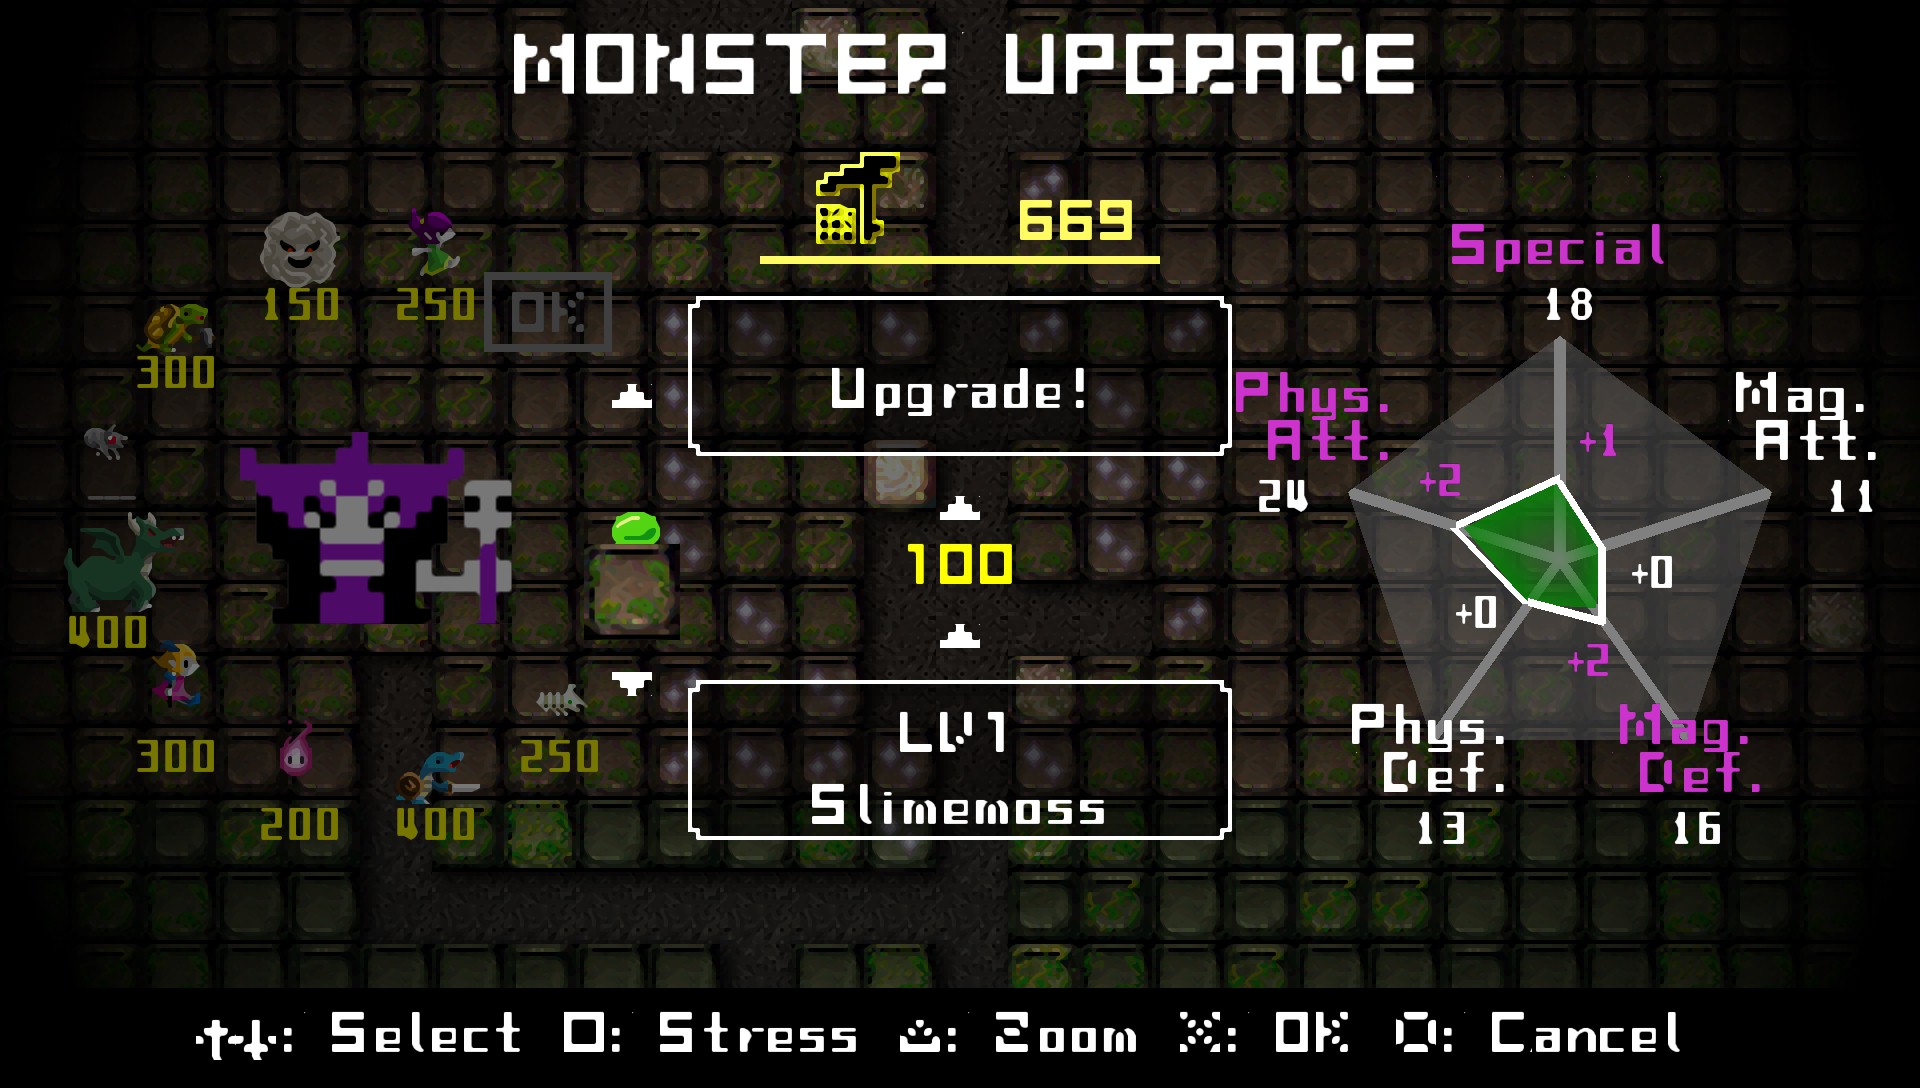 MONSTER UPGRADE
669
Special
18
150
250
OK
300
Upgrade!
Phys.
Att.
24
Mag.
Att.
11
+1
+2
100
+0
+0
400
+2
LV1
Slimemoss
Phys.
Def.
13
Mag.
Def.
16
300
250
200
400
↑↓: Select □: Stress △: Zoom X: OK O: Cancel